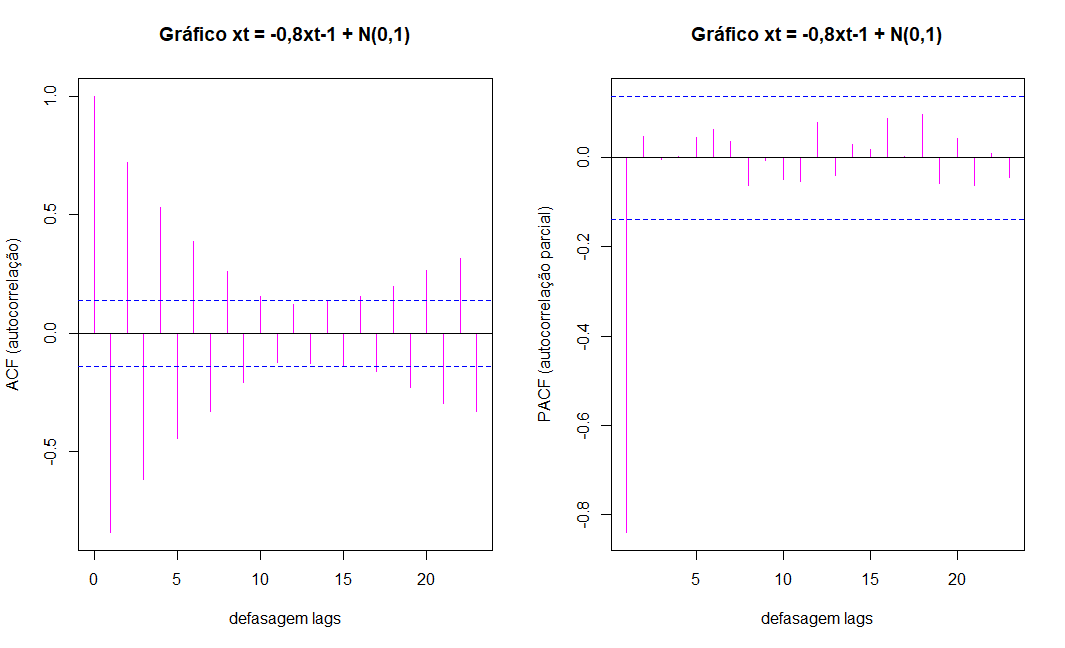 Gráfico xt = -0,8xt-1 + N(0,1)
ACF (autocorrelação)
1.0
0.5
0.0
-0.5
0 5 10 15 20
defasagem lags
Gráfico xt = -0,8xt-1 + N(0,1)
PACF (autocorrelação parcial)
0.0
-0.2
-0.4
-0.6
-0.8
5 10 15 20
defasagem lags